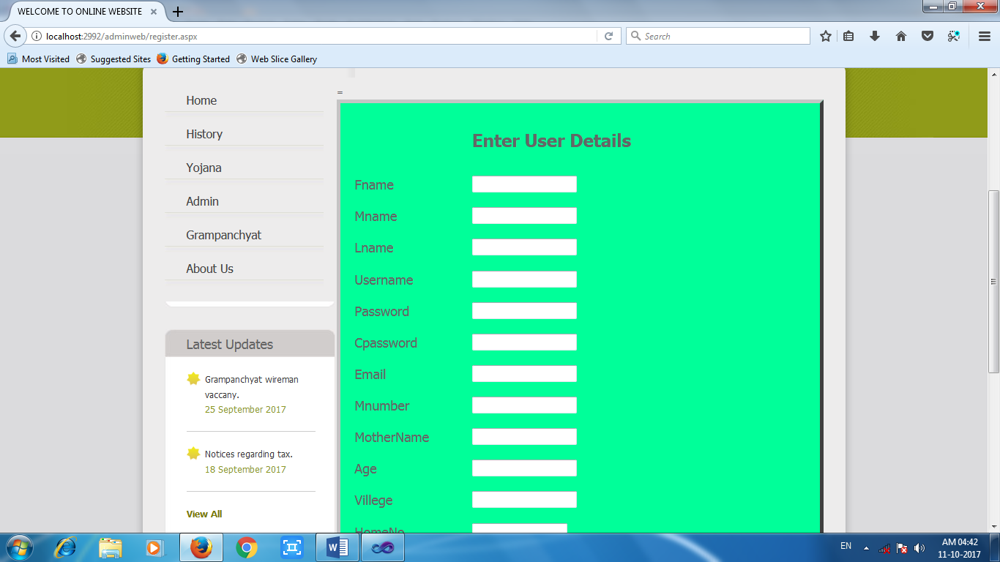 WELCOME TO ONLINE WEBSITE
localhost:2992/adminweb/register.aspx
Search
Most Visited Suggested Sites Getting Started Web Slice Gallery
Home
History
Yojana
Admin
Grampanchyat
About Us
Latest Updates
Grampanchyat wireman
vaccany.
25 September 2017
Notices regarding tax.
18 September 2017
View All
=
Enter User Details
Fname
Mname
Lname
Username
Password
Cpassword
Email
Mnumber
MotherName
Age
Villege
HomeNo
EN
AM 04:42
11-10-2017